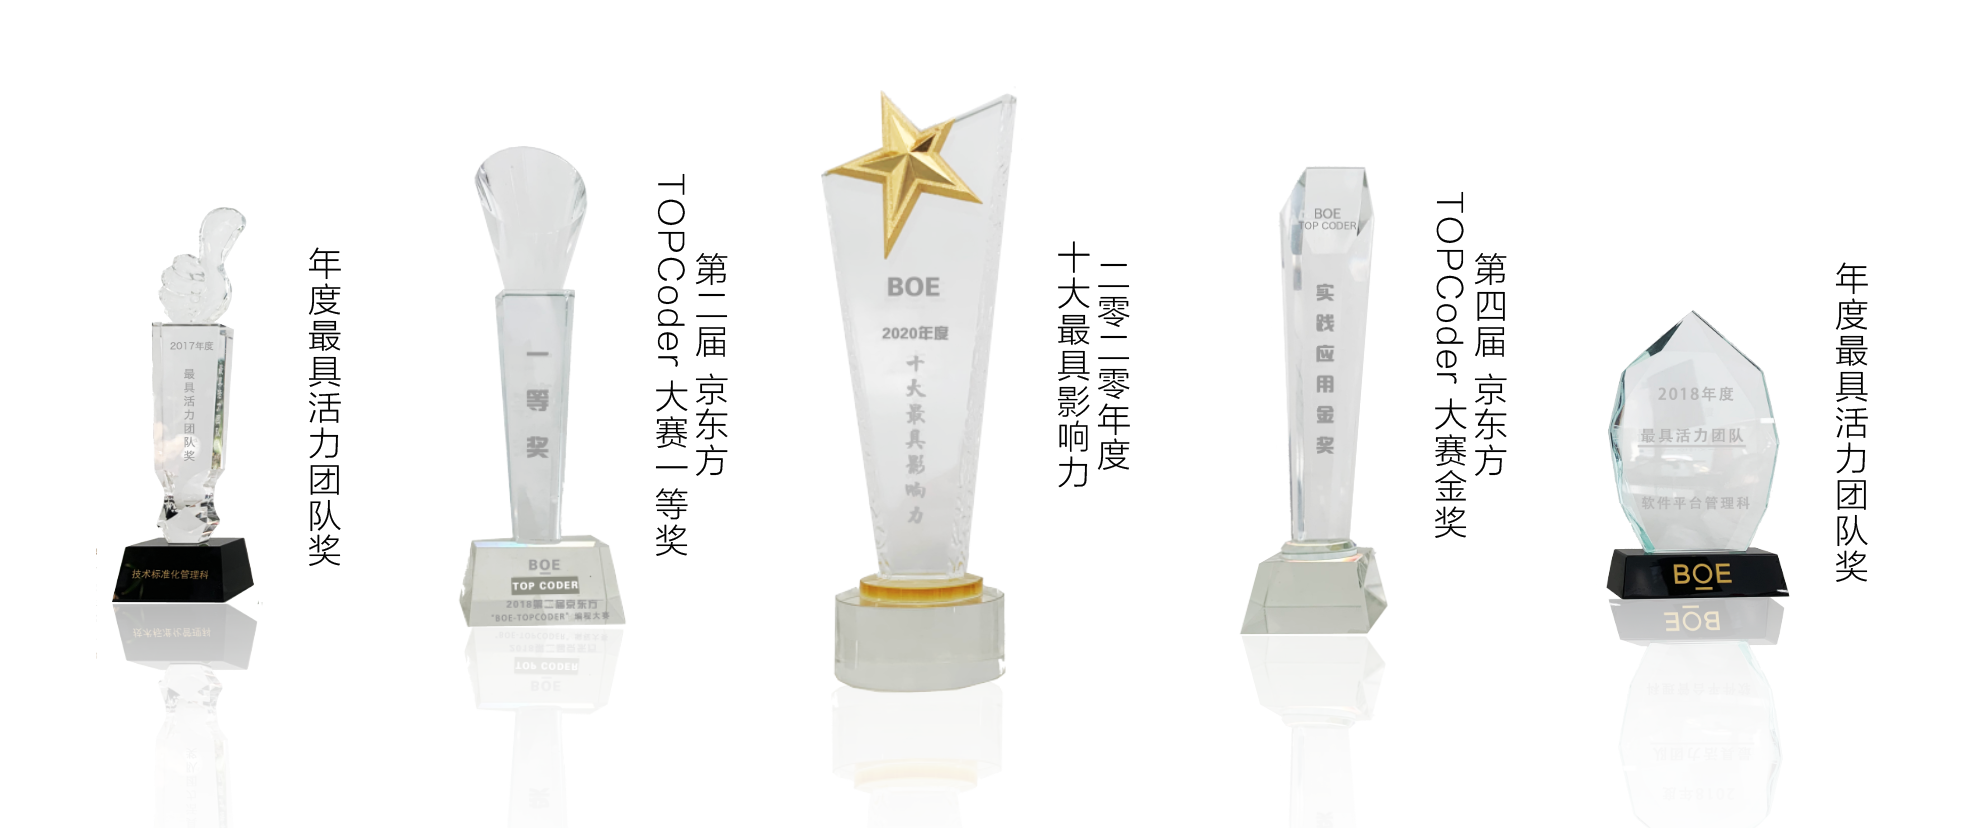 2017年度
最具活力团队奖
技术标准化管理科
年度最具活力团队奖
一等奖
BOE
TOP CODER
2018第二届京东方
"BOE-TOPCODER" 编程大赛
第二届 京东方
TOPCoder 大赛一等奖
BOE
2020年度
十大最具影响力
二零二零年度
十大最具影响力
BOE
TOP CODER
实践应用金奖
第四届 京东方
TOPCoder 大赛金奖
2018年度
最具活力团队
软件平台管理科
BOE
年度最具活力团队奖